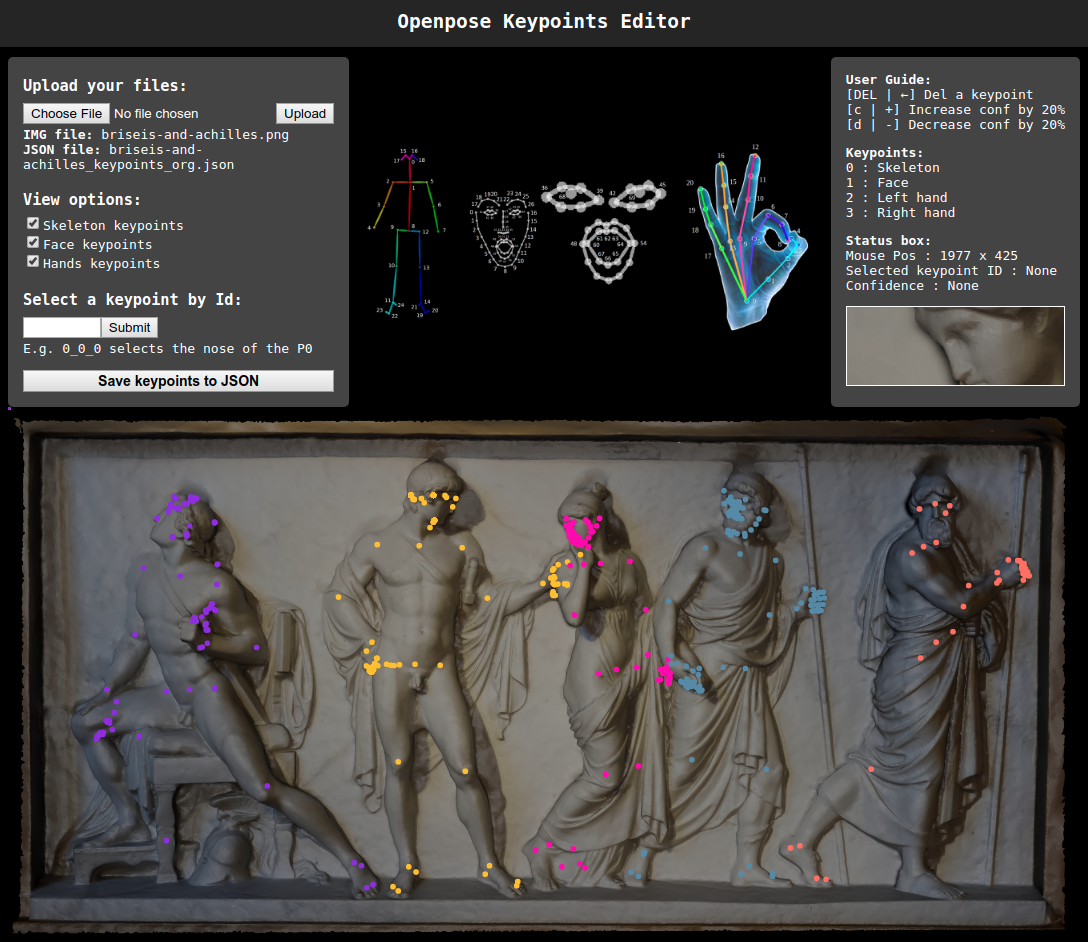 Openpose Keypoints Editor
Upload your files:
Choose File No file chosen Upload
IMG file: briseis-and-achilles.png
JSON file: briseis-and-
achilles_keypoints_org.json
View options:
Skeleton keypoints
Face keypoints
Hands keypoints
Select a keypoint by Id:
Submit
E.g. 0_0_0 selects the nose of the P0
Save keypoints to JSON
User Guide:
[DEL | ←] Del a keypoint
[c | +] Increase conf by 20%
[d | -] Decrease conf by 20%
Keypoints:
0 : Skeleton
1 : Face
2 : Left hand
3 : Right hand
Status box:
Mouse Pos : 1977 x 425
Selected keypoint ID : None
Confidence : None